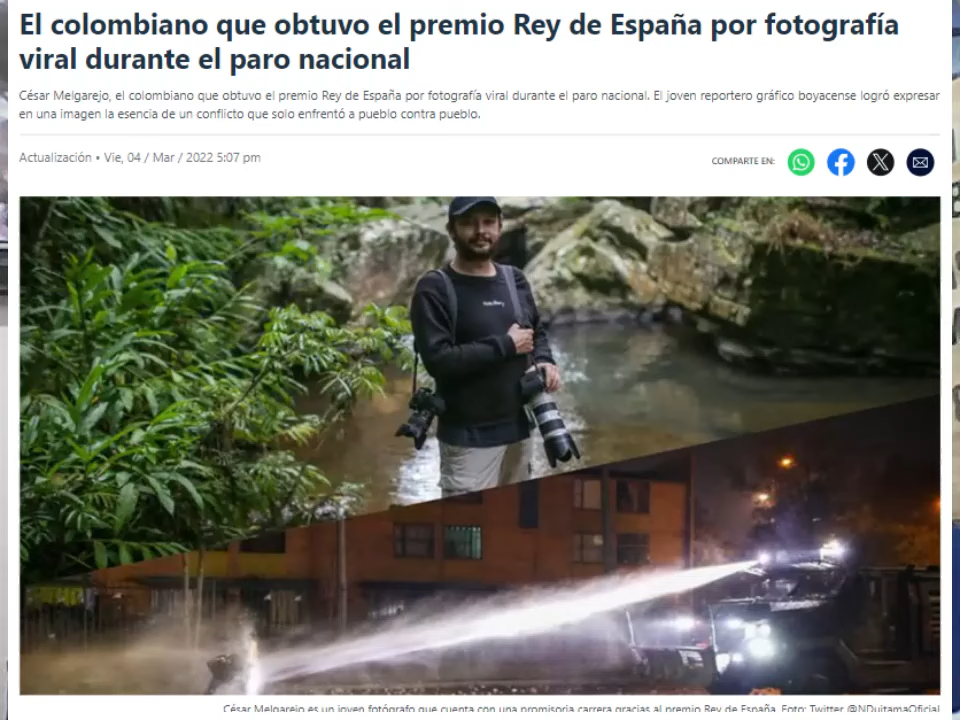 El colombiano que obtuvo el premio Rey de España por fotografía
viral durante el paro nacional
César Melgarejo, el colombiano que obtuvo el premio Rey de España por fotografía viral durante el paro nacional. El joven reportero gráfico boyacense logró expresar
en una imagen la esencia de un conflicto que solo enfrentó a pueblo contra pueblo.
Actualización • Vie, 04 / Mar / 2022 5:07 pm
COMPARTE EN:
César Melgarejo es un joven fotógrafo que cuenta con una promisoria carrera gracias al premio Rey de España. Foto: Twitter @NDuitamaOficial